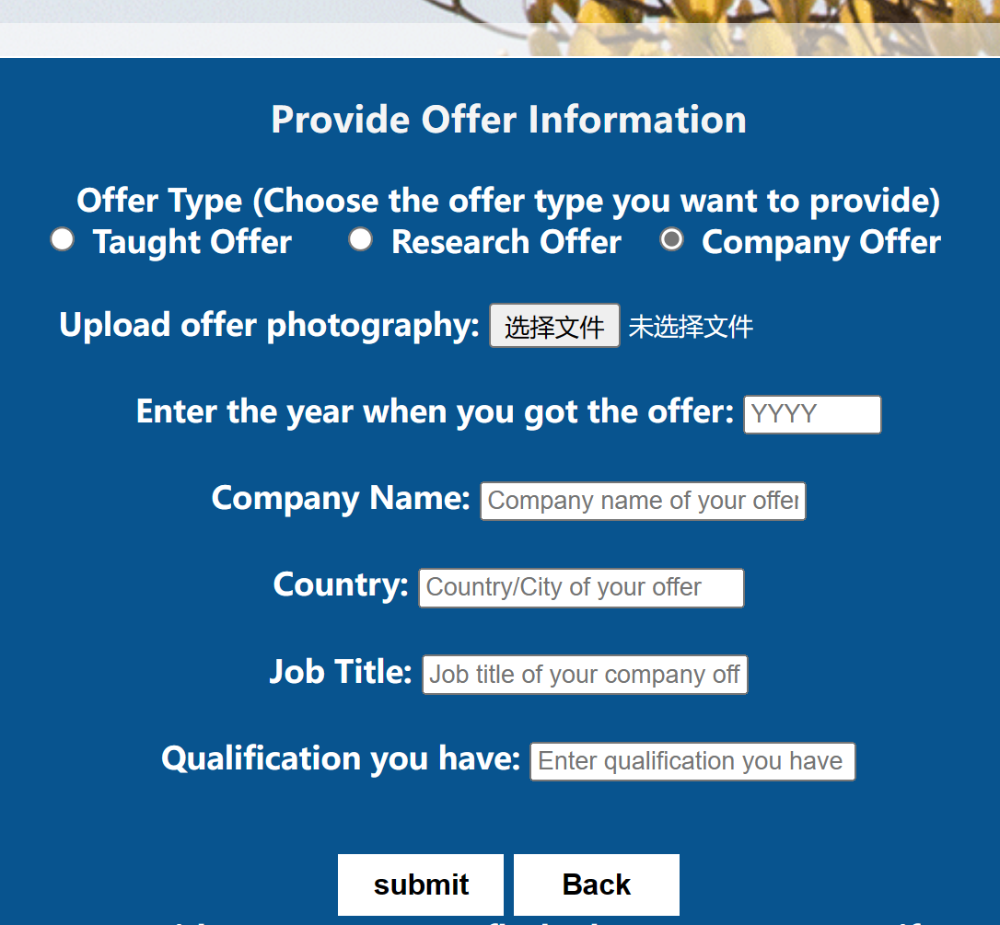 Provide Offer Information
Offer Type (Choose the offer type you want to provide)
Taught Offer Research Offer Company Offer
Upload offer photography: 选择文件 未选择文件
Enter the year when you got the offer: YYYY
Company Name: Company name of your offer
Country: Country/City of your offer
Job Title: Job title of your company off
Qualification you have: Enter qualification you have
submit Back